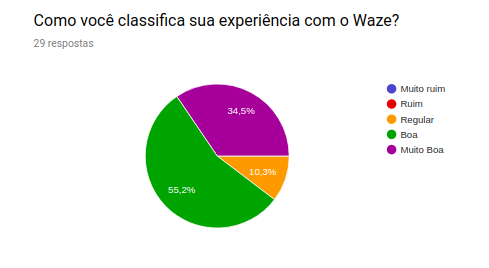 Como você classifica sua experiência com o Waze?
29 respostas
34,5%
10,3%
55,2%
Muito ruim
Ruim
Regular
Boa
Muito Boa